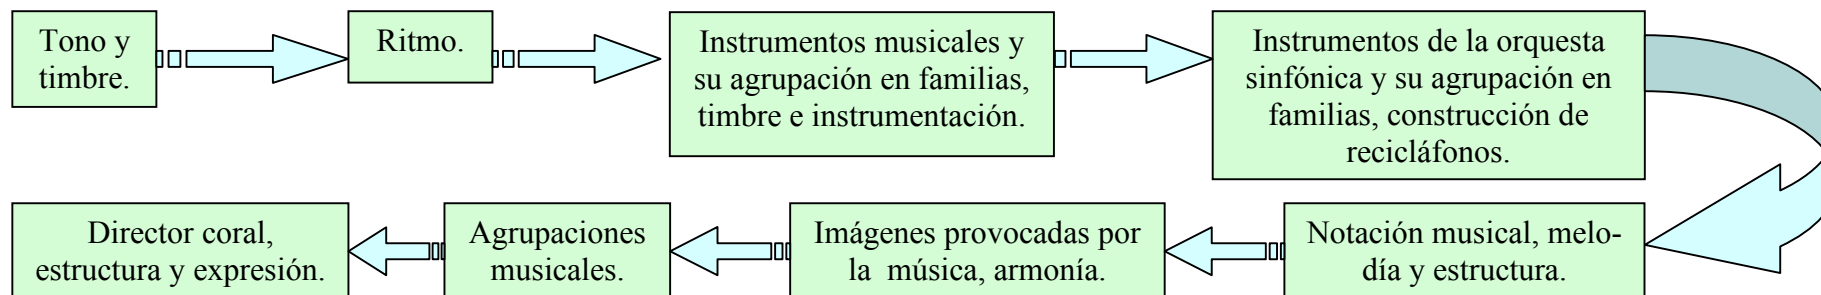 Tono y
timbre.
Ritmo.
Instrumentos musicales y
su agrupación en familias,
timbre e instrumentación.
Instrumentos de la orquesta
sinfónica y su agrupación en
familias, construcción de
recicláfonos.
Notación musical, melo-
día y estructura.
Imágenes provocadas por
la música, armonía.
Agrupaciones
musicales.
Director coral,
estructura y expresión.